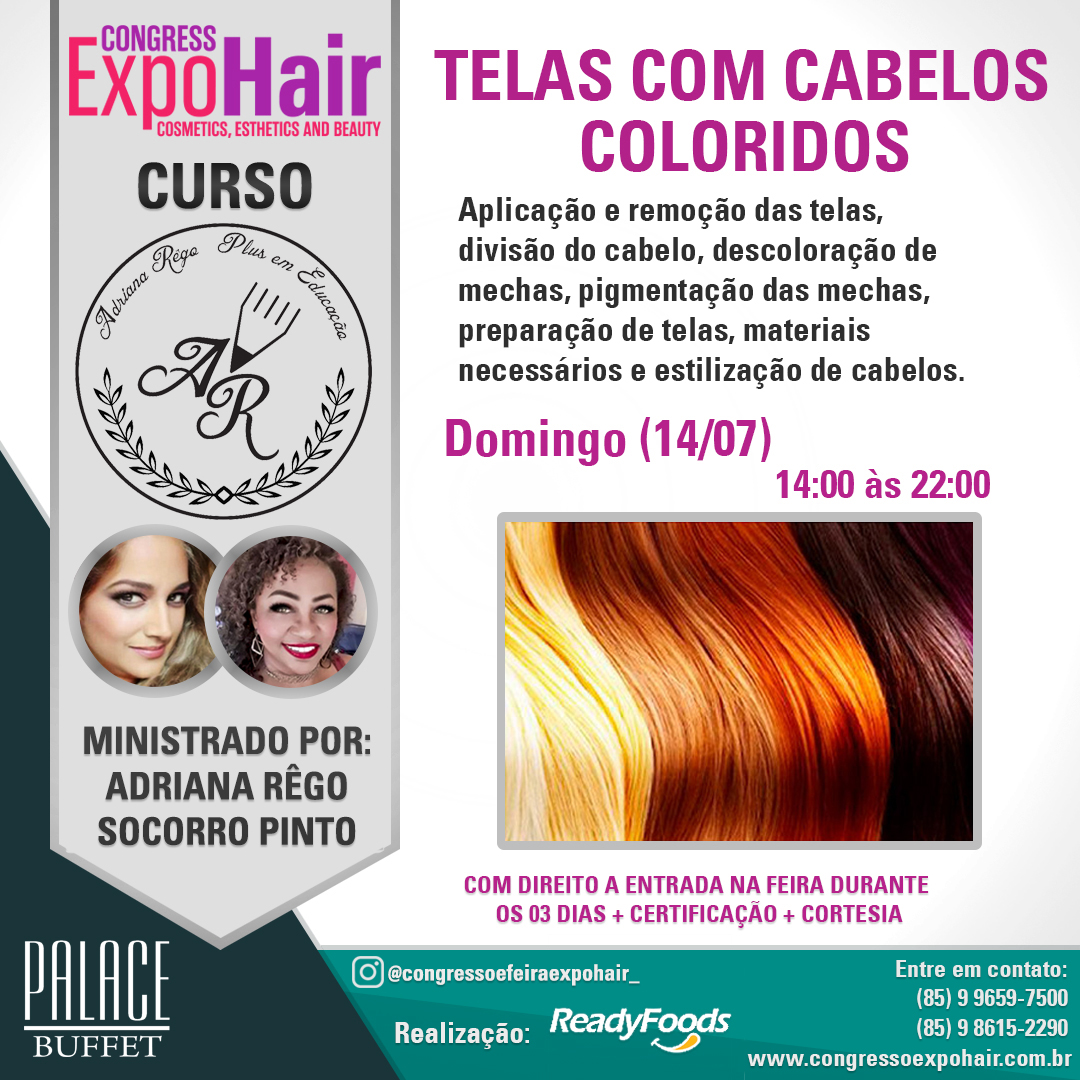 CONGRESS
ExpoHair
COSMETICS, ESTHETICS AND BEAUTY
CURSO
Adriana Rêgo Plus em Educação
AR
MINISTRADO POR:
ADRIANA RÊGO
SOCORRO PINTO
TELAS COM CABELOS
COLORIDOS
Aplicação e remoção das telas,
divisão do cabelo, descoloração de
mechas, pigmentação das mechas,
preparação de telas, materiais
necessários e estilização de cabelos.
Domingo (14/07)
14:00 às 22:00
COM DIREITO A ENTRADA NA FEIRA DURANTE
OS 03 DIAS + CERTIFICAÇÃO + CORTESIA
PALACE
BUFFET
@congressoefeiraexpohair_
Realização: ReadyFoods
Entre em contato:
(85) 9 9659-7500
(85) 9 8615-2290
www.congressoexpohair.com.br